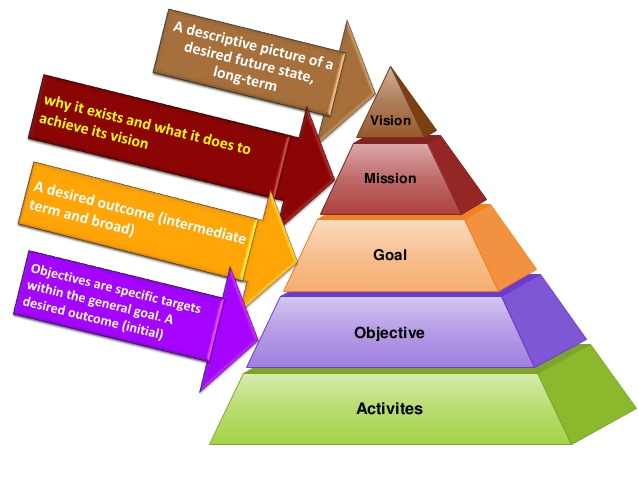 A descriptive picture of a
desired future state,
long-term
Vision
why it exists and what it does to
achieve its vision
Mission
A desired outcome (intermediate
term and broad)
Goal
Objectives are specific targets
within the general goal. A
desired outcome (initial)
Objective
Activites